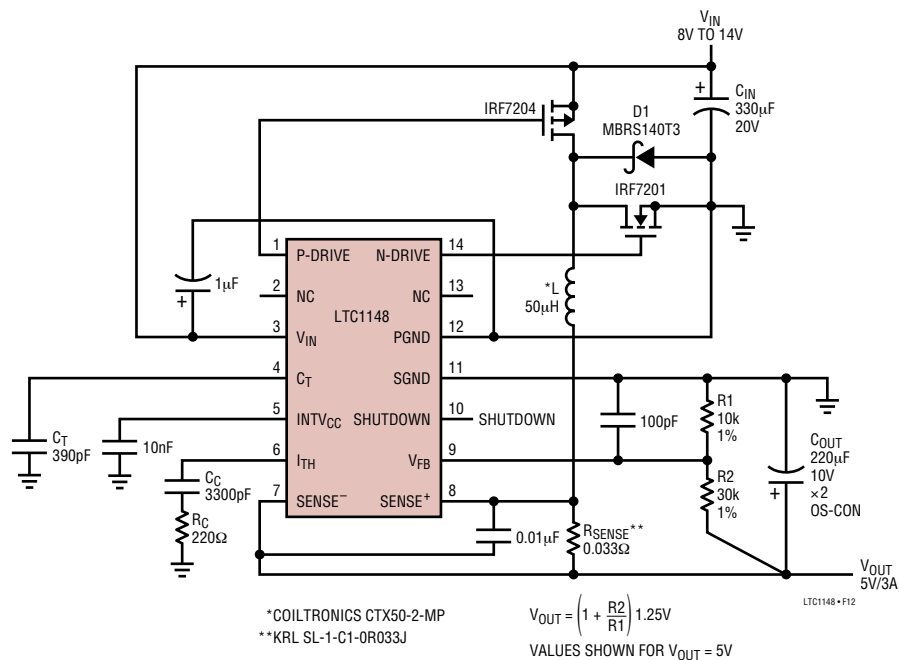 V_IN
8V TO 14V
IRF7204
D1
MBRS140T3
+
C_IN
330µF
20V
IRF7201
1µF
+
1
P-DRIVE
N-DRIVE
14
*L
50µH
2
NC
NC
13
LTC1148
3
V_IN
PGND
12
4
C_T
SGND
11
5
INTV_CC
SHUTDOWN
10
SHUTDOWN
100pF
R1
10k
1%
C_T
390pF
10nF
6
I_TH
V_FB
9
C_OUT
220µF
10V
×2
OS-CON
+
C_C
3300pF
7
SENSE⁻
SENSE⁺
8
R2
30k
1%
R_C
220Ω
0.01µF
R_SENSE**
0.033Ω
V_OUT
5V/3A
LTC1148 • F12
*COILTRONICS CTX50-2-MP
**KRL SL-1-C1-0R033J
V_OUT = (1 + R2/R1) 1.25V
VALUES SHOWN FOR V_OUT = 5V